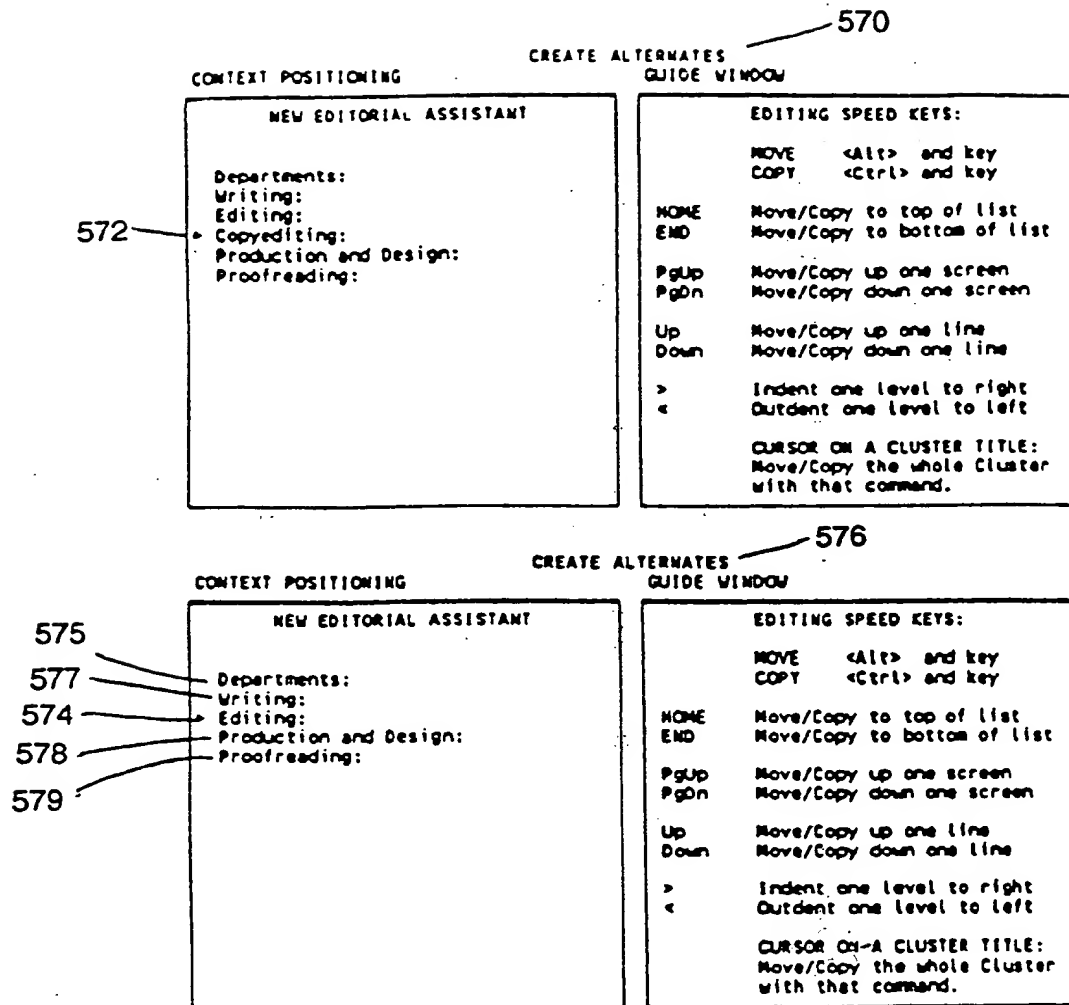 570
CREATE ALTERNATES
CONTEXT POSITIONING
GUIDE WINDOW
NEW EDITORIAL ASSISTANT
Departments:
Writing:
Editing:
572
Copyediting:
Production and Design:
Proofreading:
EDITING SPEED KEYS:
MOVE <Alt> and key
COPY <Ctrl> and key
HOME Move/Copy to top of list
END Move/Copy to bottom of list
PgUp Move/Copy up one screen
PgDn Move/Copy down one screen
Up Move/Copy up one line
Down Move/Copy down one line
> Indent one level to right
< Outdent one level to left
CURSOR ON A CLUSTER TITLE:
Move/Copy the whole Cluster
with that command.
576
CREATE ALTERNATES
CONTEXT POSITIONING
GUIDE WINDOW
NEW EDITORIAL ASSISTANT
575
Departments:
577
Writing:
574
Editing:
578
Production and Design:
579
Proofreading:
EDITING SPEED KEYS:
MOVE <Alt> and key
COPY <Ctrl> and key
HOME Move/Copy to top of list
END Move/Copy to bottom of list
PgUp Move/Copy up one screen
PgDn Move/Copy down one screen
Up Move/Copy up one line
Down Move/Copy down one line
> Indent one level to right
< Outdent one level to left
CURSOR ON A CLUSTER TITLE:
Move/Copy the whole Cluster
with that command.